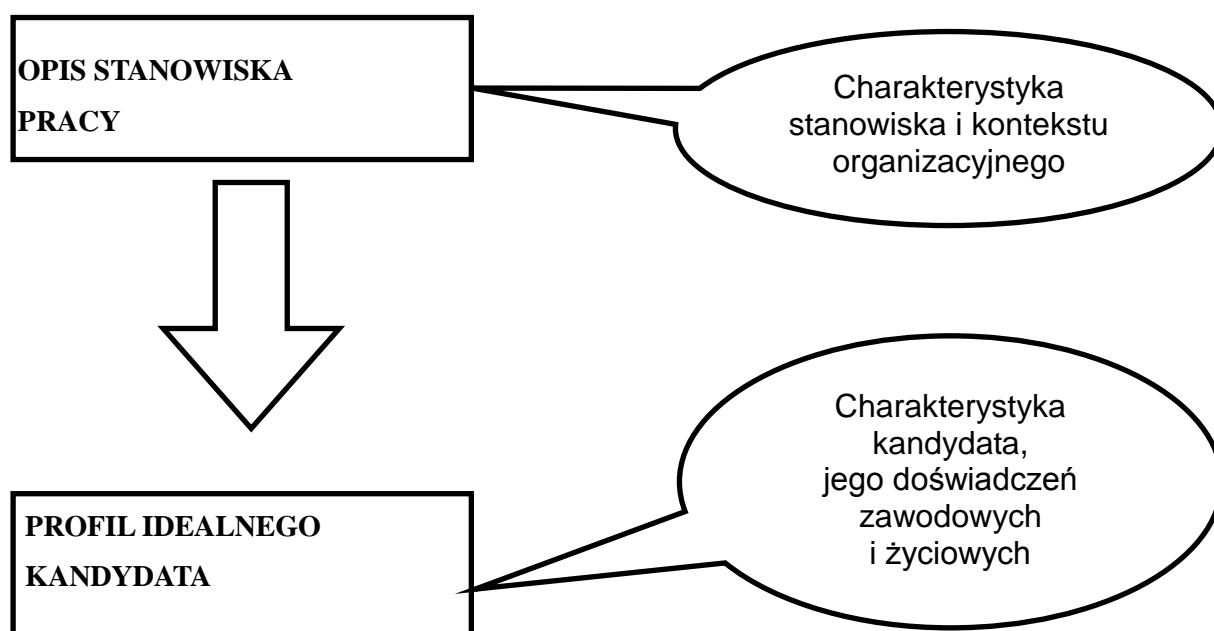 OPIS STANOWISKA
PRACY
Charakterystyka
stanowiska i kontekstu
organizacyjnego
Charakterystyka
kandydata,
jego doświadczeń
zawodowych
i życiowych
PROFIL IDEALNEGO
KANDYDATA